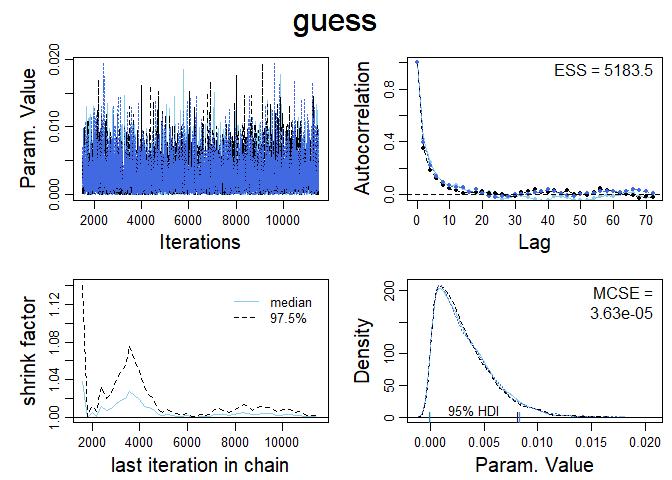 guess
0.000 0.010 0.020
Param. Value
2000 4000 6000 8000 10000
Iterations
ESS = 5183.5
0.0 0.4 0.8
Autocorrelation
0 10 20 30 40 50 60 70
Lag
median
97.5%
1.00 1.04 1.08 1.12
shrink factor
2000 4000 6000 8000 10000
last iteration in chain
MCSE =
3.63e-05
0 50 100 200
Density
95% HDI
0.000 0.005 0.010 0.015 0.020
Param. Value